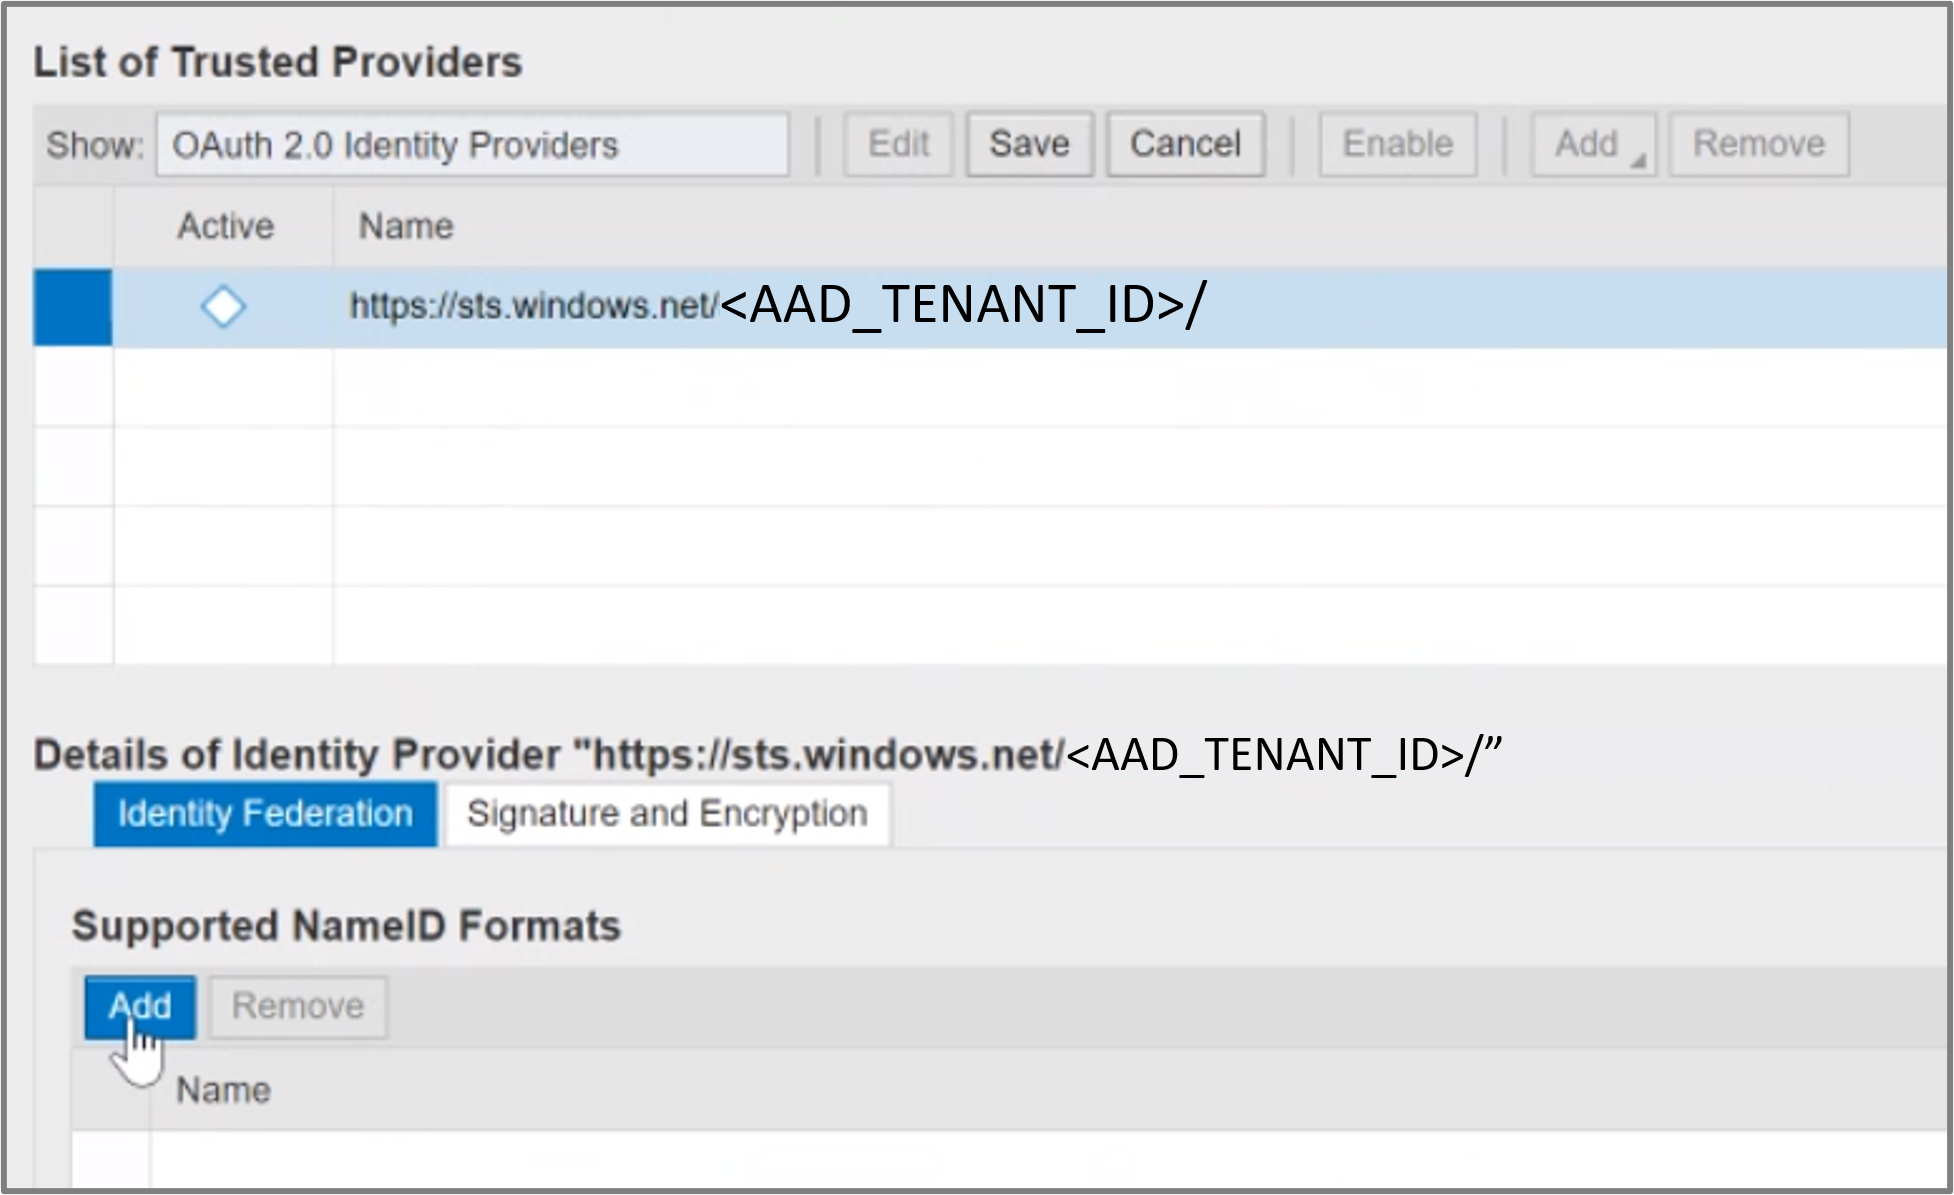 List of Trusted Providers
Show: OAuth 2.0 Identity Providers Edit Save Cancel Enable Add Remove
Active Name
https://sts.windows.net/<AAD_TENANT_ID>/
Details of Identity Provider "https://sts.windows.net/<AAD_TENANT_ID>/”
Identity Federation Signature and Encryption
Supported NameID Formats
Add Remove
Name